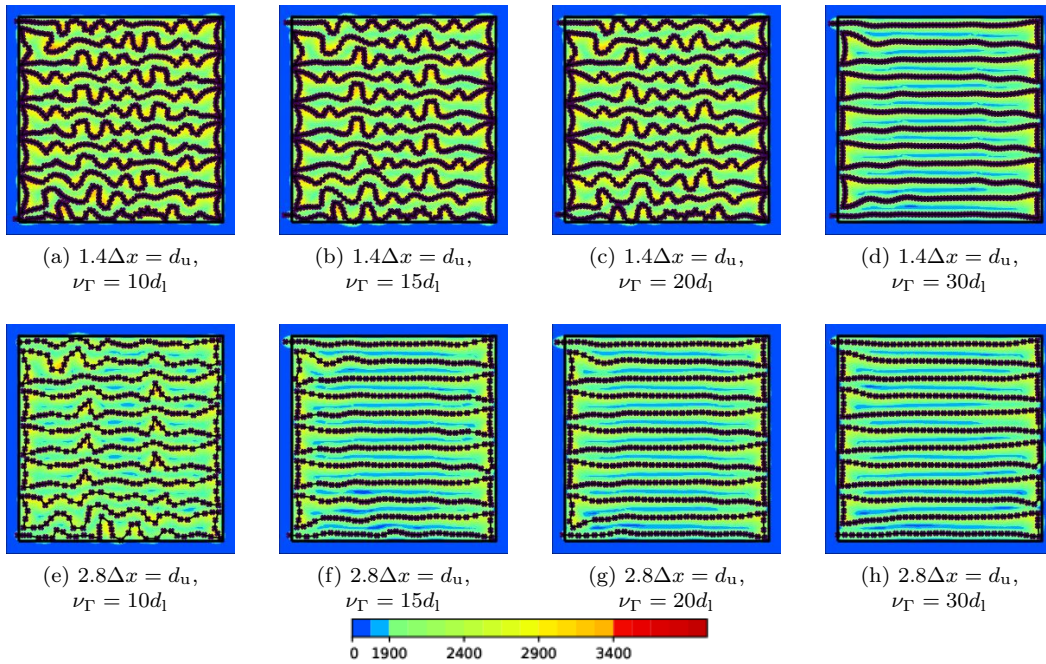 (a) 1.4Δx = d_u,
ν_Γ = 10d_l
(b) 1.4Δx = d_u,
ν_Γ = 15d_l
(c) 1.4Δx = d_u,
ν_Γ = 20d_l
(d) 1.4Δx = d_u,
ν_Γ = 30d_l
(e) 2.8Δx = d_u,
ν_Γ = 10d_l
(f) 2.8Δx = d_u,
ν_Γ = 15d_l
(g) 2.8Δx = d_u,
ν_Γ = 20d_l
(h) 2.8Δx = d_u,
ν_Γ = 30d_l
0 1900 2400 2900 3400